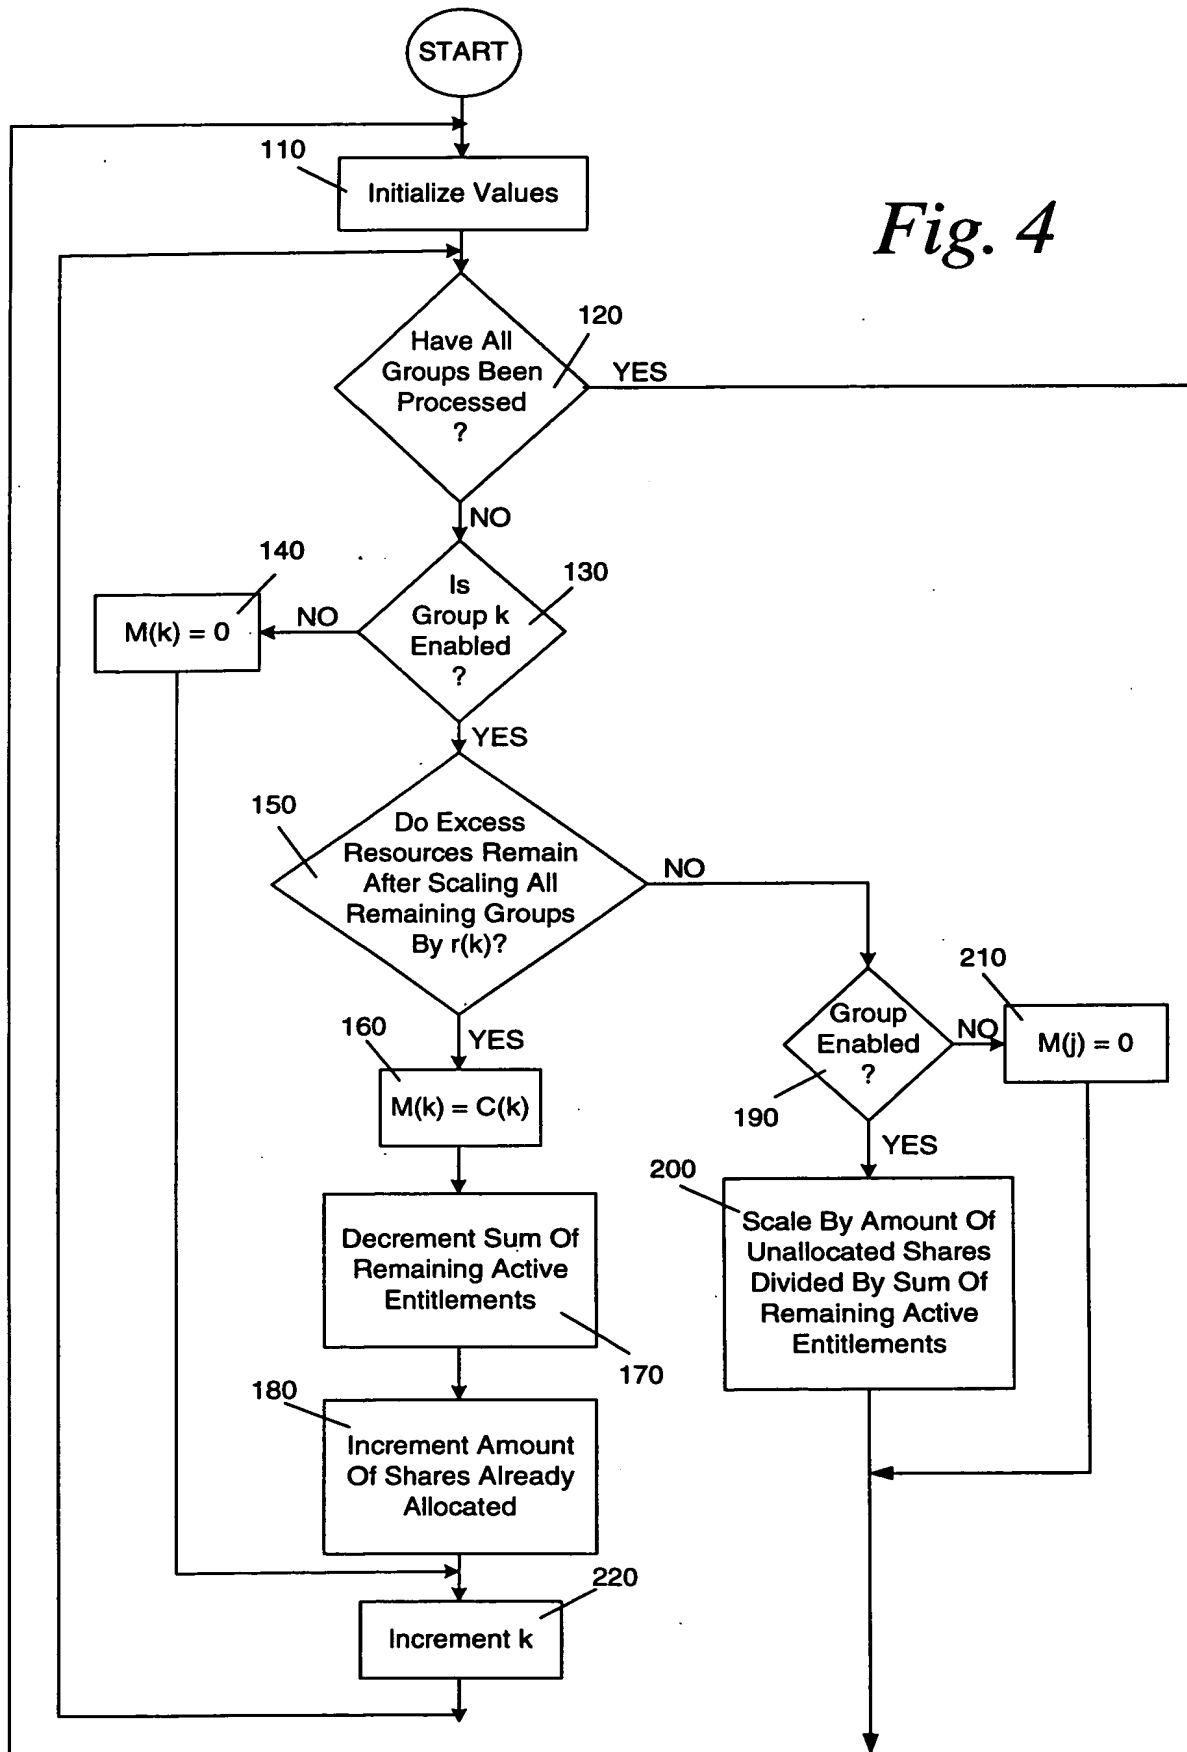 START
110
Initialize Values
Fig. 4
120
Have All
Groups Been
Processed
?
YES
NO
140
130
Is
Group k
Enabled
?
NO
M(k) = 0
YES
150
Do Excess
Resources Remain
After Scaling All
Remaining Groups
By r(k)?
NO
210
160
YES
Group
Enabled
?
NO
M(j) = 0
M(k) = C(k)
190
YES
200
Scale By Amount Of
Unallocated Shares
Divided By Sum Of
Remaining Active
Entitlements
Decrement Sum Of
Remaining Active
Entitlements
170
180
Increment Amount
Of Shares Already
Allocated
220
Increment k